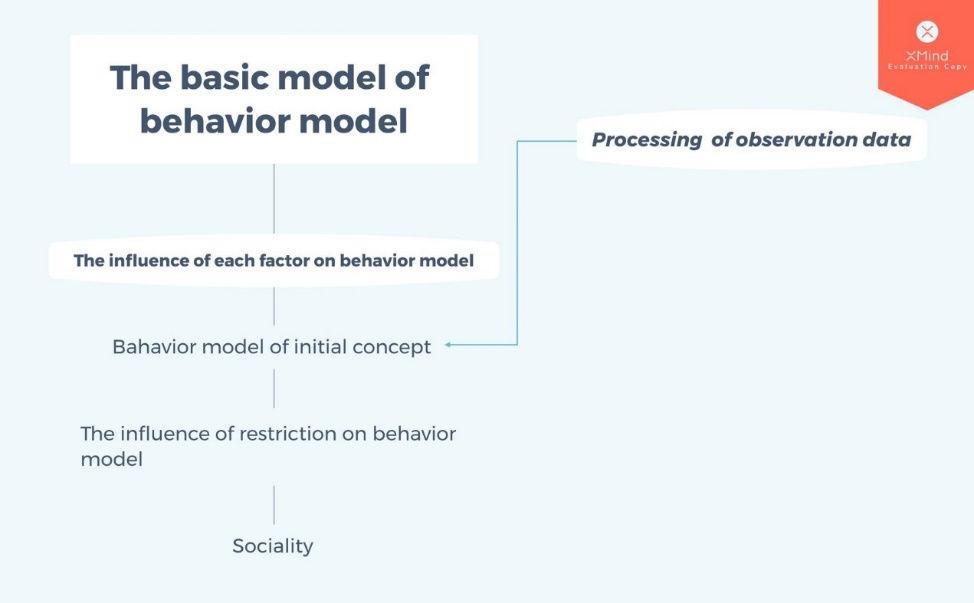 The basic model of
behavior model
XMind
Evaluation Copy
Processing of observation data
The influence of each factor on behavior model
Bahavior model of initial concept
The influence of restriction on behavior
model
Sociality